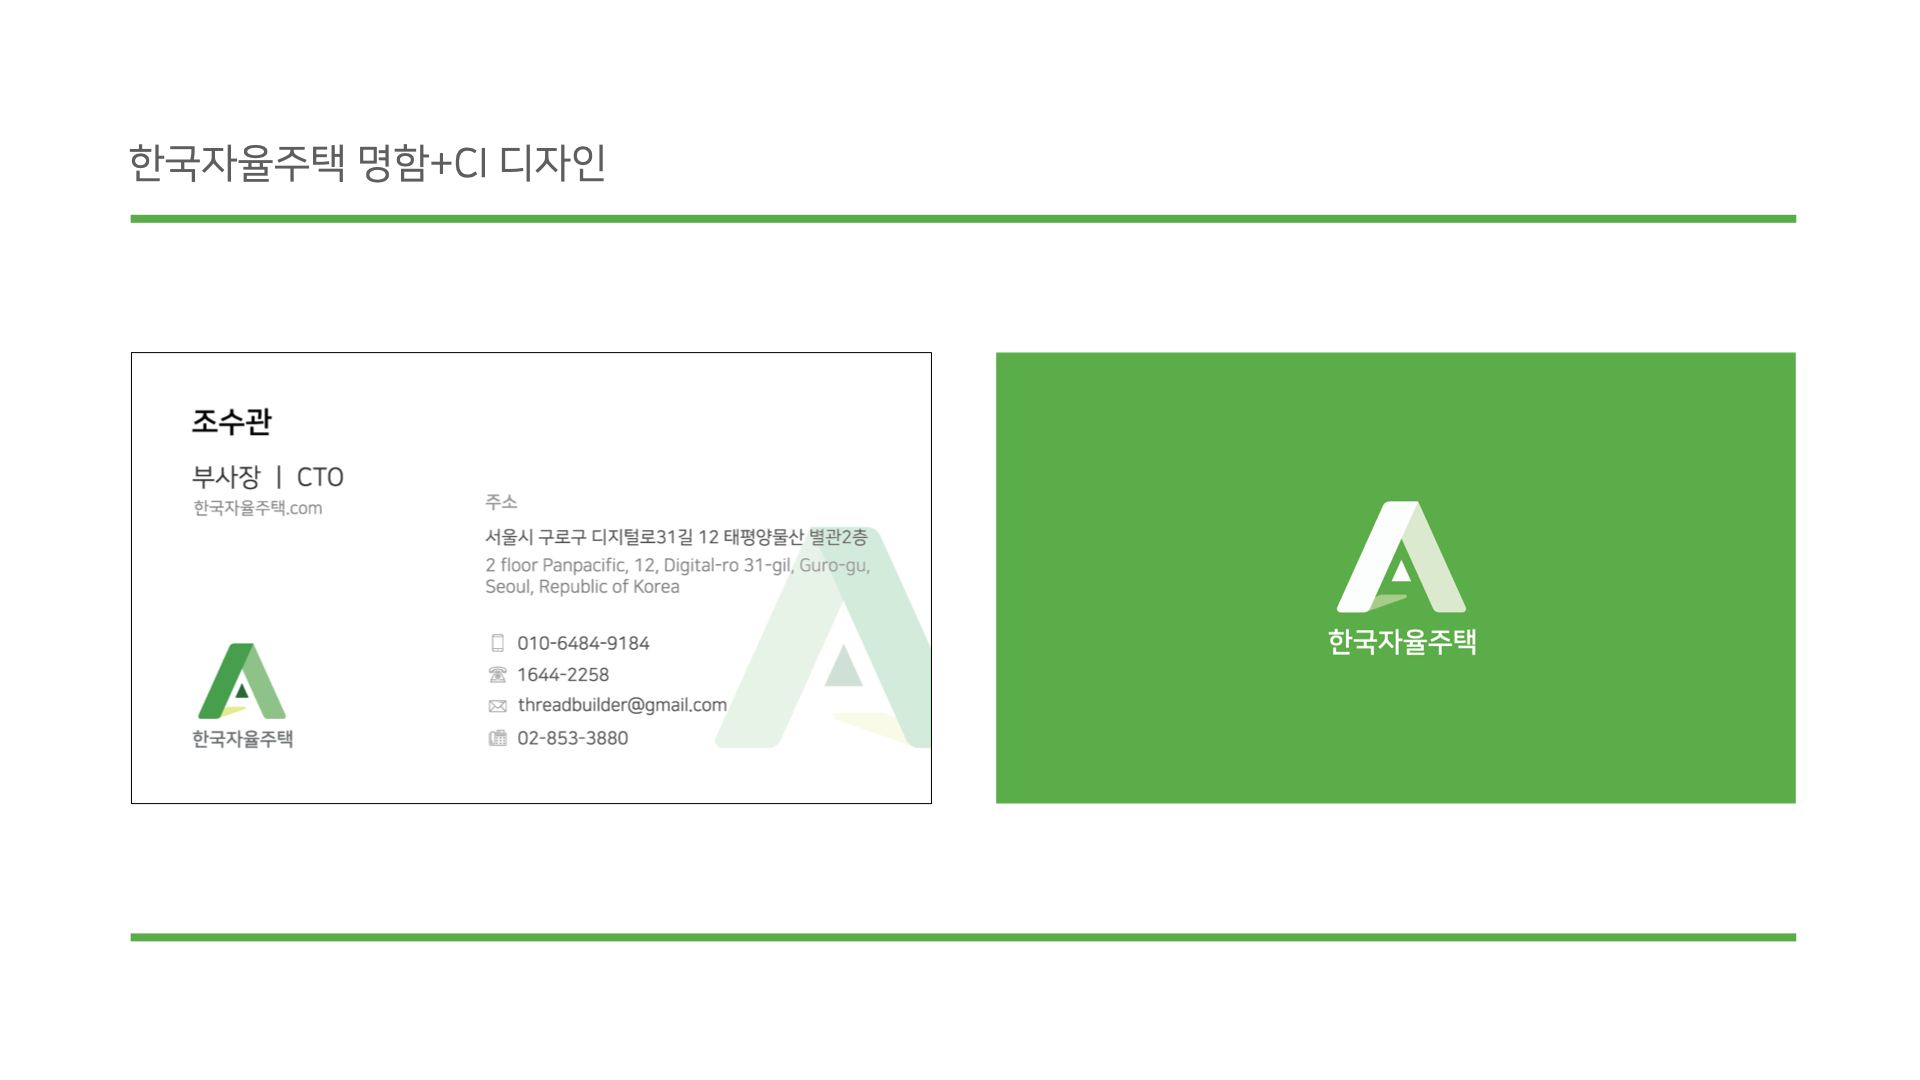 한국자율주택 명함+CI 디자인
조수관
부사장 | CTO
한국자율주택.com
주소
서울시 구로구 디지털로31길 12 태평양물산 별관2층
2 floor Panpacific, 12, Digital-ro 31-gil, Guro-gu,
Seoul, Republic of Korea
010-6484-9184
1644-2258
threadbuilder@gmail.com
02-853-3880
한국자율주택
한국자율주택